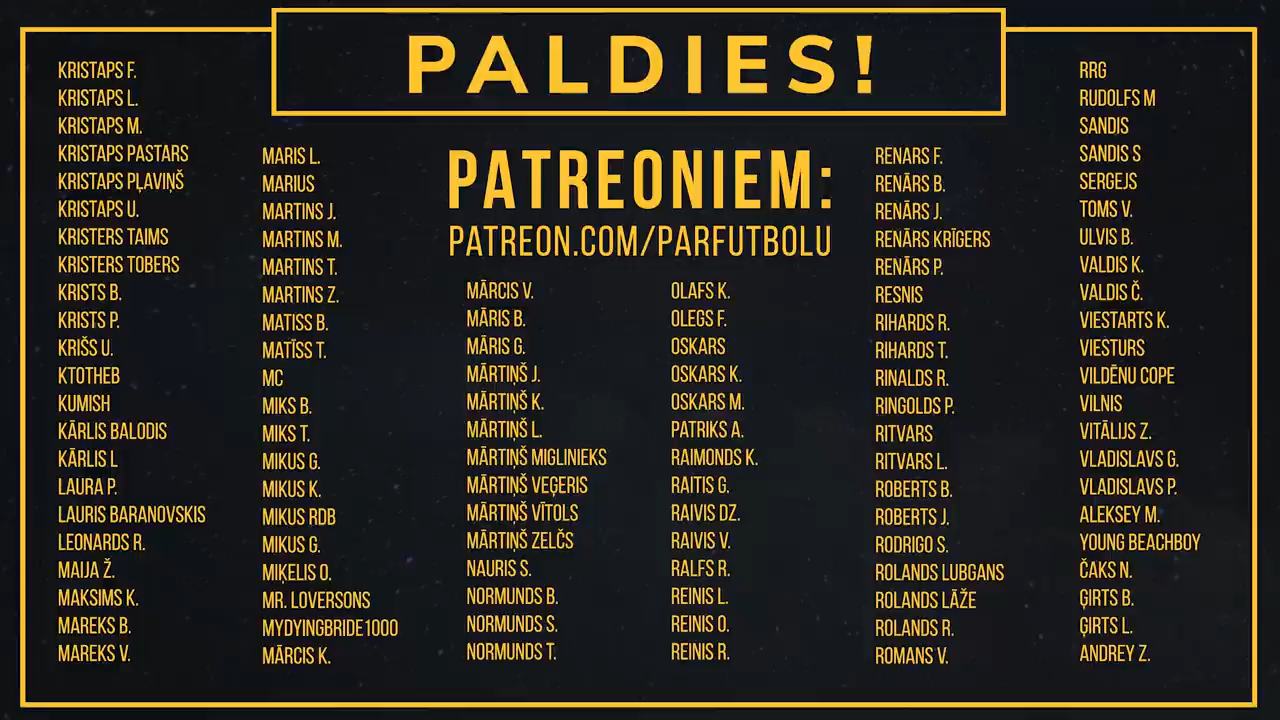 PALDIES!
PATREONIEM:
PATREON.COM/PARFUTBOLU
KRISTAPS F.
KRISTAPS L.
KRISTAPS M.
KRISTAPS PASTARS
KRISTAPS PĻAVIŅŠ
KRISTAPS U.
KRISTERS TAIMS
KRISTERS TOBERS
KRISTS B.
KRISTS P.
KRIŠS U.
KTOTHEB
KUMISH
KĀRLIS BALODIS
KĀRLIS L
LAURA P.
LAURIS BARANOVSKIS
LEONARDS R.
MAIJA Ž.
MAKSIMS K.
MAREKS B.
MAREKS V.
MARIS L.
MARIUS
MARTINS J.
MARTINS M.
MARTINS T.
MARTINS Z.
MATISS B.
MATĪSS T.
MC
MIKS B.
MIKS T.
MIKUS G.
MIKUS K.
MIKUS RDB
MIKUS G.
MIĶELIS O.
MR. LOVERSONS
MYDYINGBRIDE1000
MĀRCIS K.
MĀRCIS V.
MĀRIS B.
MĀRIS G.
MĀRTIŅŠ J.
MĀRTIŅŠ K.
MĀRTIŅŠ L.
MĀRTIŅŠ MIGLINIEKS
MĀRTIŅŠ VEĢERIS
MĀRTIŅŠ VĪTOLS
MĀRTIŅŠ ZELČS
NAURIS S.
NORMUNDS B.
NORMUNDS S.
NORMUNDS T.
OLAFS K.
OLEGS F.
OSKARS
OSKARS K.
OSKARS M.
PATRIKS A.
RAIMONDS K.
RAITIS G.
RAIVIS DZ.
RAIVIS V.
RALFS R.
REINIS L.
REINIS O.
REINIS R.
RENARS F.
RENĀRS B.
RENĀRS J.
RENĀRS KRĪGERS
RENĀRS P.
RESNIS
RIHARDS R.
RIHARDS T.
RINALDS R.
RINGOLDS P.
RITVARS
RITVARS L.
ROBERTS B.
ROBERTS J.
RODRIGO S.
ROLANDS LUBGANS
ROLANDS LĀŽE
ROLANDS R.
ROMANS V.
RRG
RUDOLFS M
SANDIS
SANDIS S
SERGEJS
TOMS V.
ULVIS B.
VALDIS K.
VALDIS Č.
VIESTARTS K.
VIESTURS
VILDĒNU COPE
VILNIS
VITĀLIJS Z.
VLADISLAVS G.
VLADISLAVS P.
ALEKSEY M.
YOUNG BEACHBOY
ČAKS N.
ĢIRTS B.
ĢIRTS L.
ANDREY Z.